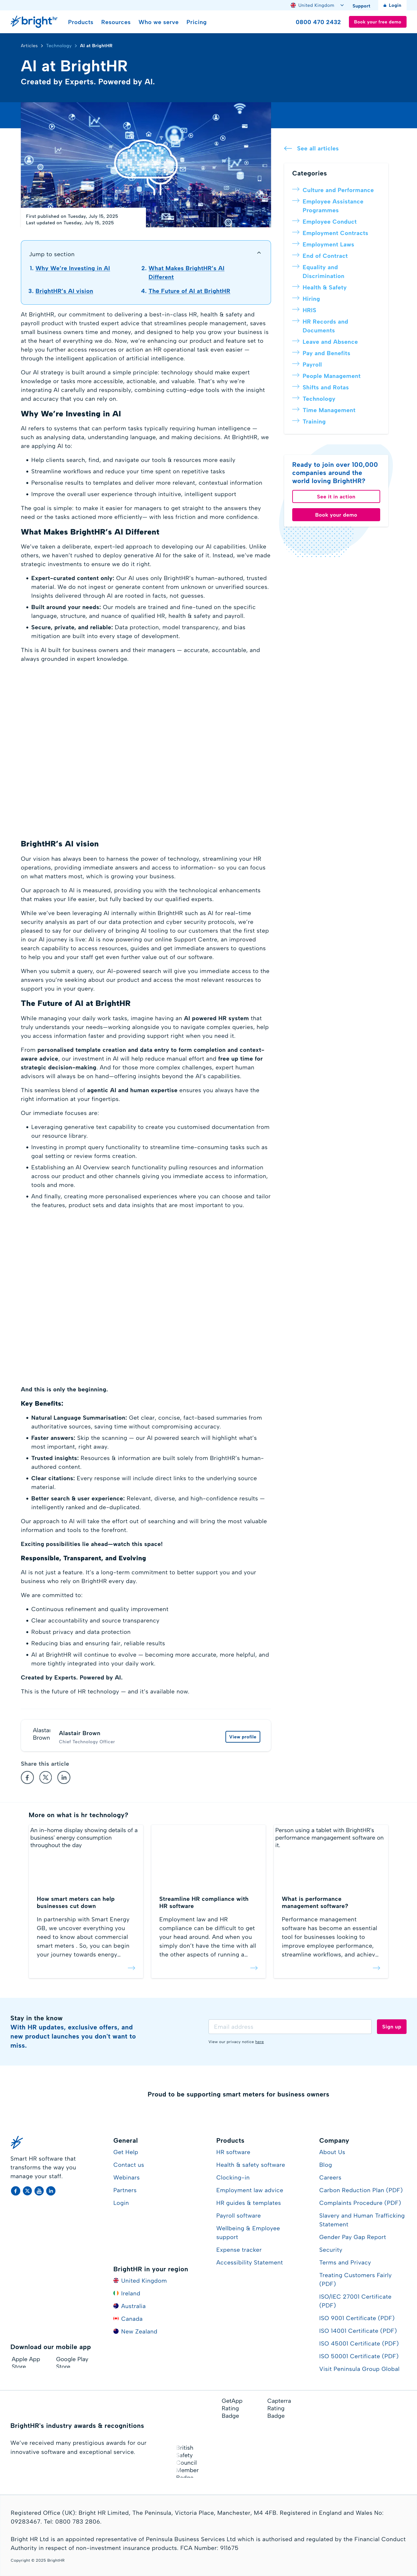 United Kingdom
Support
Login
bright
Products
Resources
Who we serve
Pricing
0800 470 2432
Book your free demo
Articles > Technology > AI at BrightHR
AI at BrightHR
Created by Experts. Powered by AI.
First published on Tuesday, July 15, 2025
Last updated on Tuesday, July 15, 2025
See all articles
Categories
Culture and Performance
Employee Assistance
Programmes
Employee Conduct
Employment Contracts
Employment Laws
End of Contract
Equality and
Discrimination
Health & Safety
Hiring
HRIS
HR Records and
Documents
Leave and Absence
Pay and Benefits
Payroll
People Management
Shifts and Rotas
Technology
Time Management
Training
Ready to join over 100,000
companies around the
world loving BrightHR?
See it in action
Book your demo
Jump to section
1. Why We're Investing in AI
2. What Makes BrightHR's AI
Different
3. BrightHR's AI vision
4. The Future of AI at BrightHR
At BrightHR, our commitment to delivering best-in-class HR, health & safety and
payroll products with trusted expert advice that helps small businesses means
more than just adopting the latest technology trends. It means using innovation in
meaningful ways and making it available to small business owners everywhere.
Our AI strategy is built around a simple principle: technology should make expert
knowledge or tasks more accessible, actionable, and valuable. That's why we're
integrating AI carefully and responsibly, combining cutting-edge tools with the insight
and accuracy that you can rely on.
Why We're Investing in AI
AI refers to systems that can perform tasks typically requiring human intelligence —
such as analysing data, understanding language, and making decisions. At BrightHR, we
are applying AI to:
• Help clients search, find, and navigate our tools & resources more easily
• Streamline workflows and reduce your time spent on repetitive tasks
• Personalise data templates and deliver more relevant, contextual information
• Improve the overall user experience through intuitive, intelligent support
The goal is simple: to make it easier for managers to stay compliant, save time and get
the needed tasks actioned more efficiently—with less friction and more confidence.
What Makes BrightHR's AI Different
We've taken a deliberate, expert-led approach to developing our AI capabilities. Unlike
others, we haven't rushed to deploy generative AI for the sake of it. Instead, we've made
strategic investments to ensure we do it right.
• Expert-curated content only: Our AI uses only BrightHR's human-authored, trusted
material. We do not ingest or generate content from unknown or unverified sources.
Insights delivered through AI are rooted in facts, not guesses.
• Built around your needs: Our models are trained and fine-tuned on the specific
language, structure, and nuance of qualified HR, health & safety and payroll.
• Secure, private, and reliable: Data protection, model transparency, and bias
mitigation are built into every stage of development.
This is AI built for business owners and their managers — accurate, accountable, and
always grounded in expert knowledge.
BrightHR's AI vision
Our vision has always been to harness the power of technology, streamlining your HR
operations, providing immediate answers and access to information- so you can focus
on what matters most, which is growing your business.
Our approach to AI is measured, providing you with the technological enhancements
that makes your life easier, but fully backed by our qualified experts.
While we've been leveraging AI internally within BrightHR such as AI for real-time
security analysis as part of our data and cyber security protocols, we're really
pleased to say for our delivery of bringing AI tooling to our customers that the first step
in our AI journey is live: AI is now powering our online Support Centre, an improved
search capability to access resources, guides and get immediate answers to questions
to help you and your staff get even further value out of our software.
When you submit a query, our AI-powered search will give you immediate access to the
answers you're seeking about our product and access the most relevant resources to
support you in your query.
The Future of AI at BrightHR
While managing your daily work tasks, imagine having an AI powered HR system that
truly understands your needs—working alongside you to navigate complex queries, help
you access information faster and providing support right when you need it.
From personalised template creation and data entry to form completion and context-
aware advice, our investment in AI will help reduce manual effort and free up time for
strategic decision-making. And for those more complex challenges, expert human
advisors will always be on hand—offering insights beyond the AI's capabilities.
This seamless blend of agentic AI and human expertise ensures you always have the
right information at your fingertips.
Our immediate focuses are:
• Leveraging generative text capability to create you customised documentation from
our resource library.
• Investing in prompt query functionality to streamline time-consuming tasks such as
goal setting or review forms creation.
• Establishing an AI Overview search functionality pulling resources and information
across our product and other channels giving you immediate access to information,
tools and more.
• And finally, creating more personalised experiences where you can choose and tailor
the features, product sets and data insights that are most important to you.
And this is only the beginning.
Key Benefits:
• Natural Language Summarisation: Get clear, concise, fact-based summaries from
authoritative sources, saving time without compromising accuracy.
• Faster answers: Skip the scanning — our AI powered search will highlight what's
most important, right away.
• Trusted insights: Resources & information are built solely from BrightHR's human-
authored content.
• Clear citations: Every response will include direct links to the underlying source
material.
• Better search & user experience: Relevant, diverse, and high-confidence results —
intelligently ranked and de-duplicated.
Our approach to AI will take the effort out of searching and will bring the most valuable
information and tools to the forefront.
Exciting possibilities lie ahead—watch this space!
Responsible, Transparent, and Evolving
AI is not just a feature. It's a long-term commitment to better support you and your
business who rely on BrightHR every day.
We are committed to:
• Continuous refinement and quality improvement
• Clear accountability and source transparency
• Robust privacy and data protection
• Reducing bias and ensuring fair, reliable results
• AI at BrightHR will continue to evolve — becoming more accurate, more helpful, and
more tightly integrated into your daily work.
Created by Experts. Powered by AI.
This is the future of HR technology — and it's available now.
Alastair Brown
Chief Technology Officer
View profile
Share this article
More on what is hr technology?
An in-home display showing details of a
business' energy consumption
throughout the day
How smart meters can help
businesses cut down
In partnership with Smart Energy
GB, we uncover everything you
need to know about commercial
smart meters . So, you can begin
your journey towards energy...
Streamline HR compliance with
HR software
Employment law and HR
compliance can be difficult to get
your head around. And when you
simply don't have the time with all
the other aspects of running a...
Person using a tablet with BrightHR's
performance mangagement software on
it.
What is performance
management software?
Performance management
software has become an essential
tool for businesses looking to
improve employee performance,
streamline workflows, and achiev...
Stay in the know
With HR updates, exclusive offers, and
new product launches you don't want to
miss.
Email address
Sign up
View our privacy notice here
Proud to be supporting smart meters for business owners
Smart HR software that
transforms the way you
manage your staff.
General
Get Help
Contact us
Webinars
Partners
Login
BrightHR in your region
United Kingdom
Ireland
Australia
Canada
New Zealand
Products
HR software
Health & safety software
Clocking-in
Employment law advice
HR guides & templates
Payroll software
Wellbeing & Employee
support
Expense tracker
Accessibility Statement
Company
About Us
Blog
Careers
Carbon Reduction Plan (PDF)
Complaints Procedure (PDF)
Slavery and Human Trafficking
Statement
Gender Pay Gap Report
Security
Terms and Privacy
Treating Customers Fairly
(PDF)
ISO/IEC 27001 Certificate
(PDF)
ISO 9001 Certificate (PDF)
ISO 14001 Certificate (PDF)
ISO 45001 Certificate (PDF)
ISO 50001 Certificate (PDF)
Visit Peninsula Group Global
Download our mobile app
Apple App
Store
Google Play
Store
BrightHR's industry awards & recognitions
We've received many prestigious awards for our
innovative software and exceptional service.
GetApp
Rating
Badge
Capterra
Rating
Badge
Registered Office (UK): Bright HR Limited, The Peninsula, Victoria Place, Manchester, M4 4FB. Registered in England and Wales No:
09283467. Tel: 0800 783 2806.
Bright HR Ltd is an appointed representative of Peninsula Business Services Ltd which is authorised and regulated by the Financial Conduct
Authority in respect of non-investment insurance products. FCA Number: 911675
Copyright © 2025 BrightHR